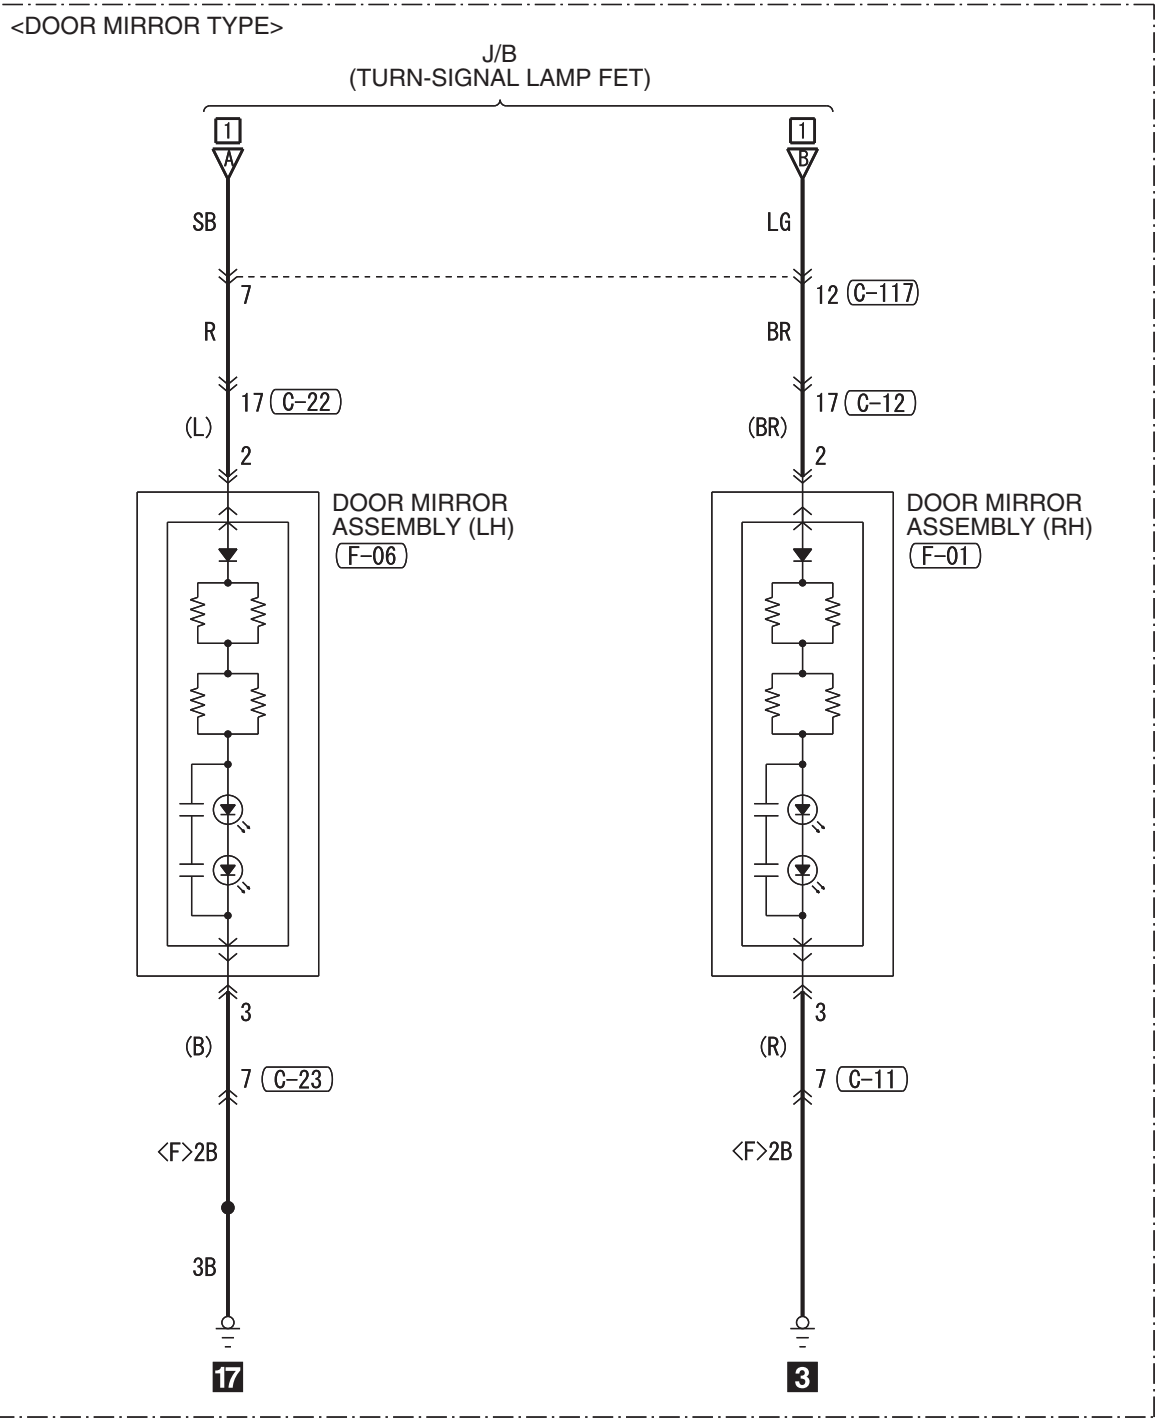 <DOOR MIRROR TYPE>
J/B
(TURN-SIGNAL LAMP FET)
1 1
A B
SB LG
7 12 C-117
R BR
17 C-22 17 C-12
(L) (BR)
2 2
DOOR MIRROR DOOR MIRROR
ASSEMBLY (LH) ASSEMBLY (RH)
F-06 F-01
3 3
(B) (R)
7 C-23 7 C-11
<F>2B <F>2B
3B
17 3